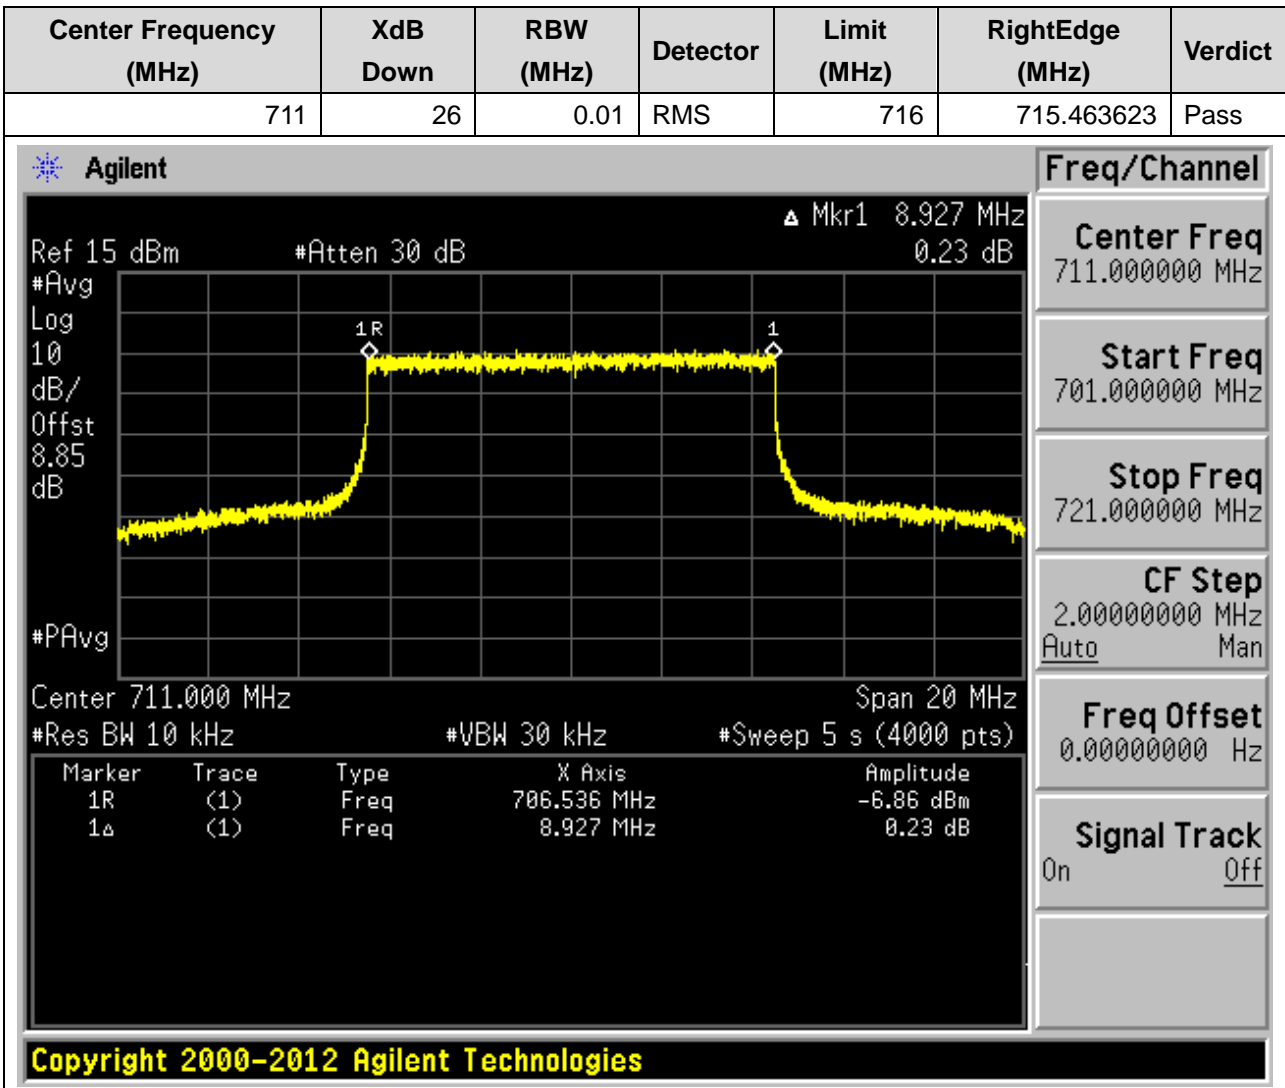 Center Frequency (MHz) XdB Down RBW (MHz) Detector Limit (MHz) RightEdge (MHz) Verdict
711 26 0.01 RMS 716 715.463623 Pass
Agilent
Freq/Channel
Δ Mkr1 8.927 MHz
Ref 15 dBm #Atten 30 dB 0.23 dB
#Avg
Log
10
dB/
Offst
8.85
dB
#PAvg
1R
1
Center 711.000 MHz Span 20 MHz
#Res BW 10 kHz #VBW 30 kHz #Sweep 5 s (4000 pts)
Marker Trace Type X Axis Amplitude
1R (1) Freq 706.536 MHz -6.86 dBm
1Δ (1) Freq 8.927 MHz 0.23 dB
Center Freq
711.000000 MHz
Start Freq
701.000000 MHz
Stop Freq
721.000000 MHz
CF Step
2.00000000 MHz
Auto Man
Freq Offset
0.00000000 Hz
Signal Track
On Off
Copyright 2000-2012 Agilent Technologies